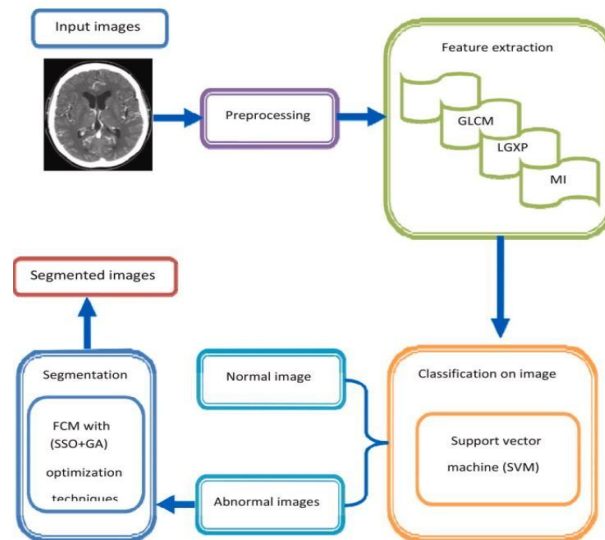 Input images
Preprocessing
Feature extraction
GLCM
LGXP
MI
Segmented images
Segmentation
FCM with
(SSO+GA)
optimization
techniques
Normal image
Abnormal images
Classification on image
Support vector
machine (SVM)